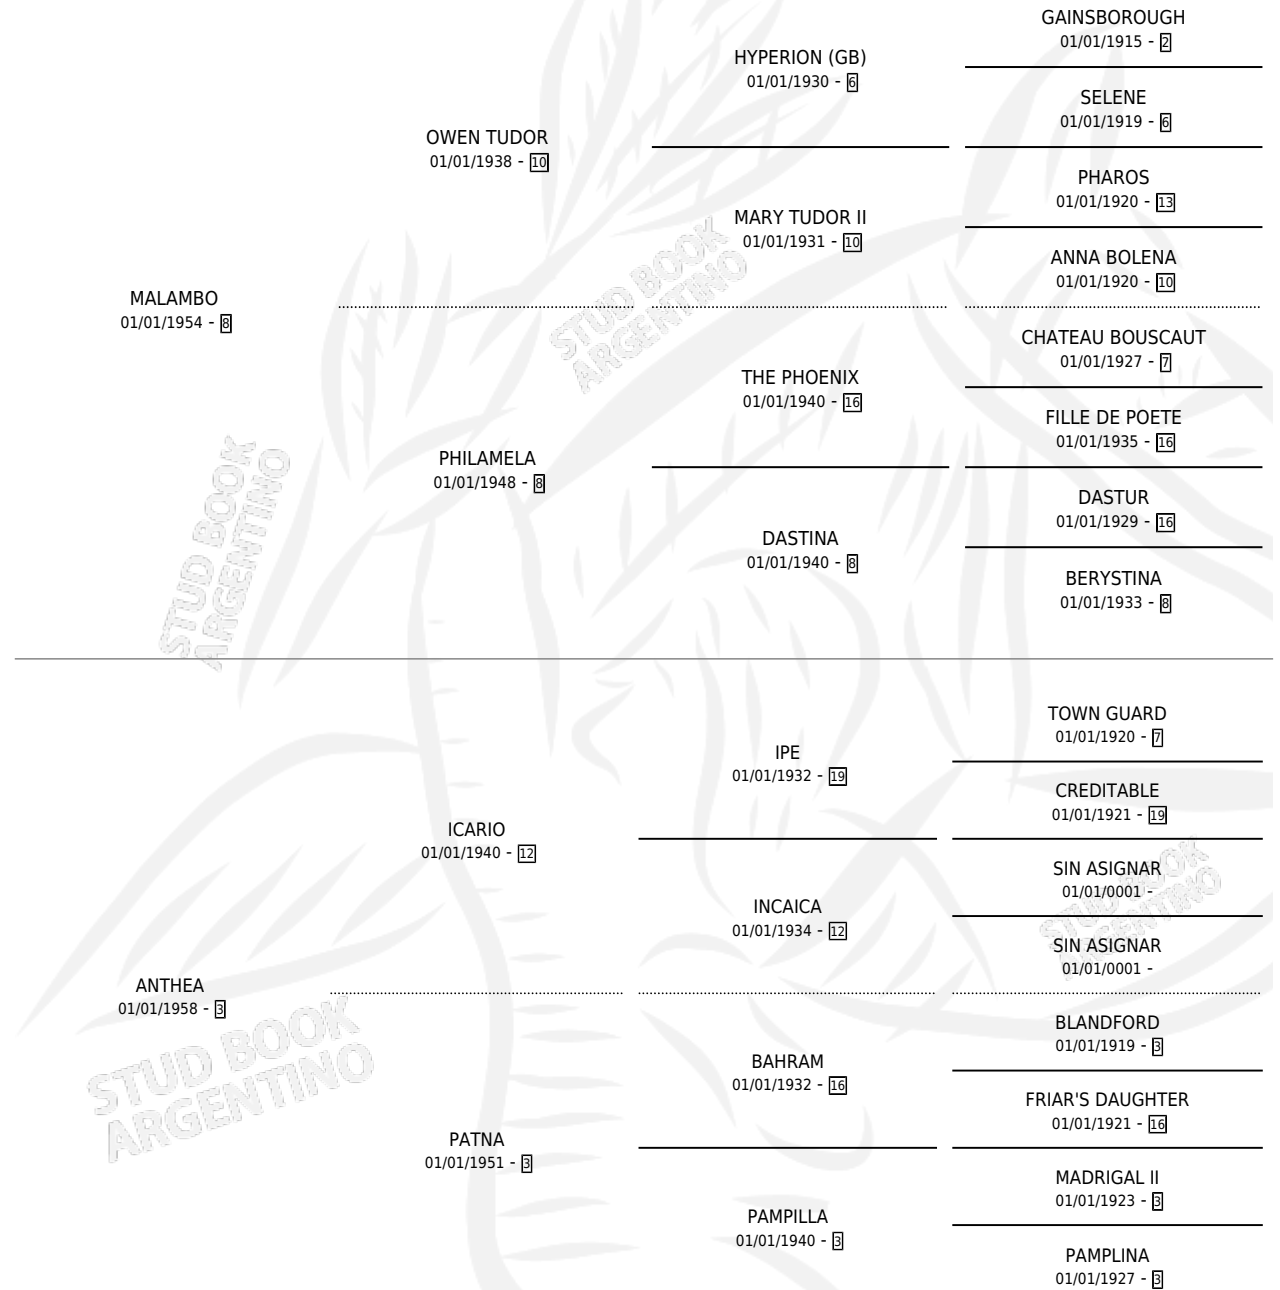 GAINSBOROUGH
01/01/1915 - 2
HYPERION (GB)
01/01/1930 - 6
SELENE
01/01/1919 - 6
OWEN TUDOR
01/01/1938 - 10
PHAROS
01/01/1920 - 13
MARY TUDOR II
01/01/1931 - 10
ANNA BOLENA
01/01/1920 - 10
MALAMBO
01/01/1954 - 8
STUD BOOK
ARGENTINO
CHATEAU BOUSCAUT
01/01/1927 - 7
THE PHOENIX
01/01/1940 - 16
FILLE DE POETE
01/01/1935 - 16
PHILAMELA
01/01/1948 - 8
DASTUR
01/01/1929 - 16
DASTINA
01/01/1940 - 8
BERYSTINA
01/01/1933 - 8
STUD BOOK
ARGENTINO
TOWN GUARD
01/01/1920 - 7
IPE
01/01/1932 - 19
CREDITABLE
01/01/1921 - 19
ICARIO
01/01/1940 - 12
SIN ASIGNAR
01/01/0001 -
INCAICA
01/01/1934 - 12
SIN ASIGNAR
01/01/0001 -
STUD BOOK
ARGENTINO
ANTHEA
01/01/1958 - 3
BLANDFORD
01/01/1919 - 3
BAHRAM
01/01/1932 - 16
FRIAR'S DAUGHTER
01/01/1921 - 16
STUD BOOK
ARGENTINO
PATNA
01/01/1951 - 3
MADRIGAL II
01/01/1923 - 3
PAMPILLA
01/01/1940 - 3
PAMPLINA
01/01/1927 - 3